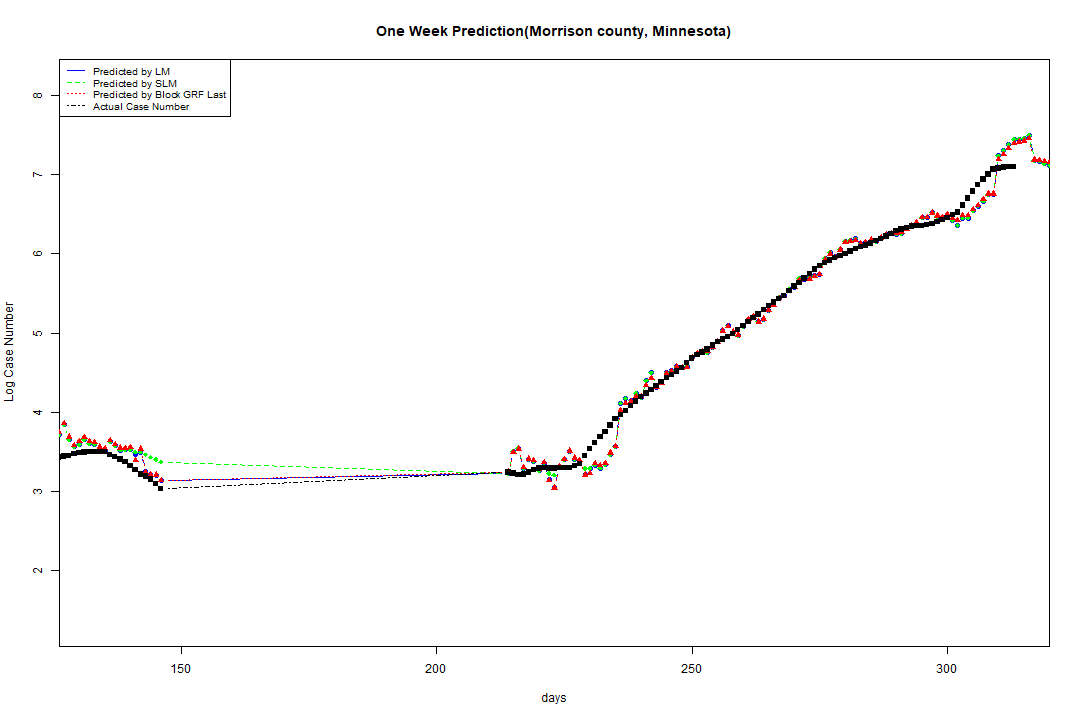 One Week Prediction(Morrison county, Minnesota)
Predicted by LM
Predicted by SLM
Predicted by Block GRF Last
Actual Case Number
8
7
6
5
4
3
2
Log Case Number
150
200
250
300
days